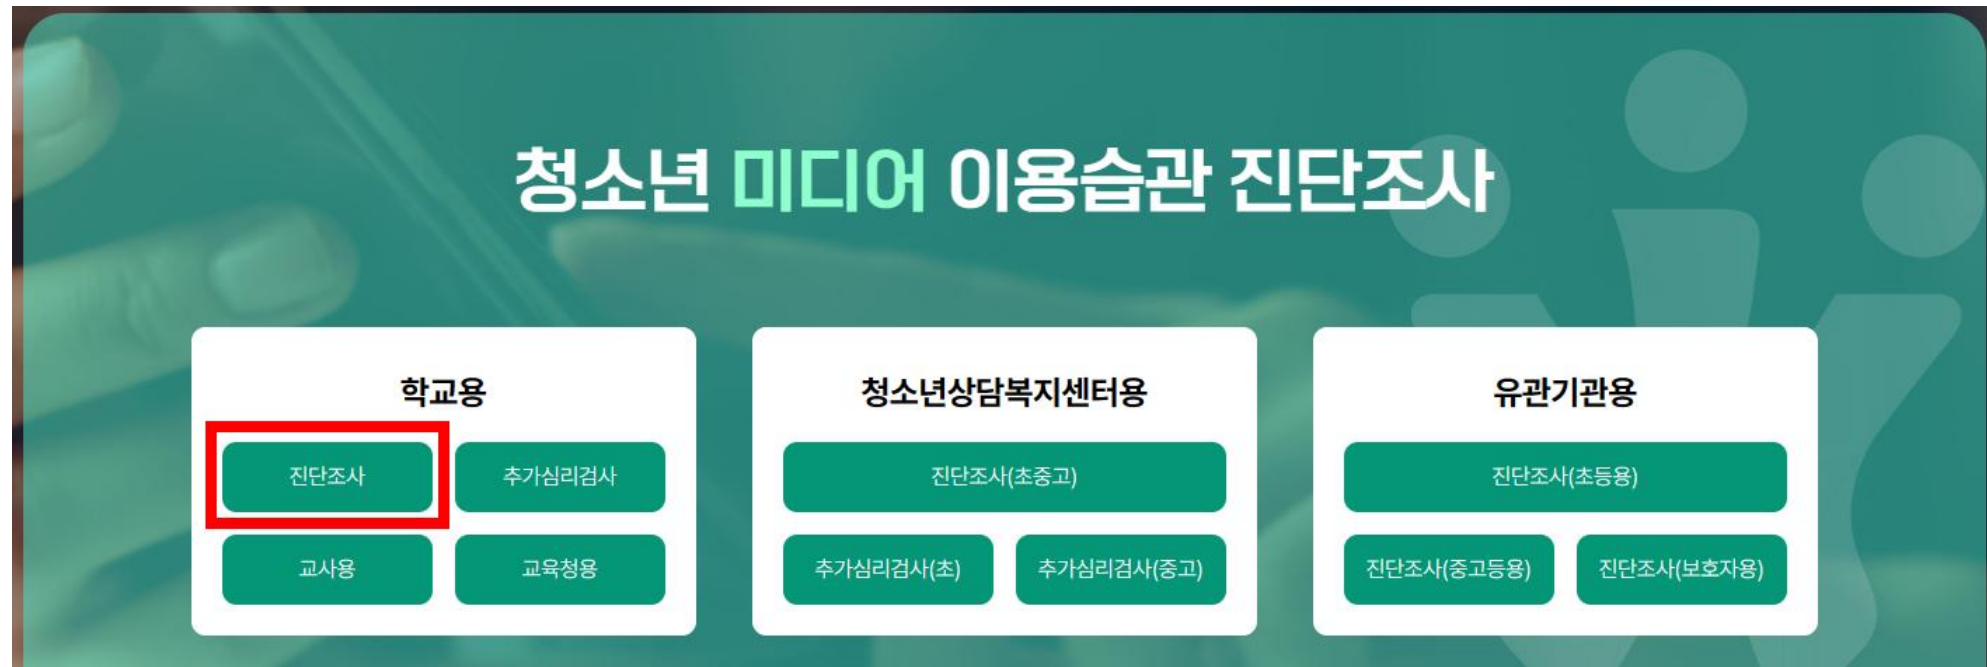 청소년 미디어 이용습관 진단조사
학교용
진단조사 추가심리검사
교사용 교육청용
청소년상담복지센터용
진단조사(초중고)
추가심리검사(초) 추가심리검사(중고)
유관기관용
진단조사(초등용)
진단조사(중고등용) 진단조사(보호자용)